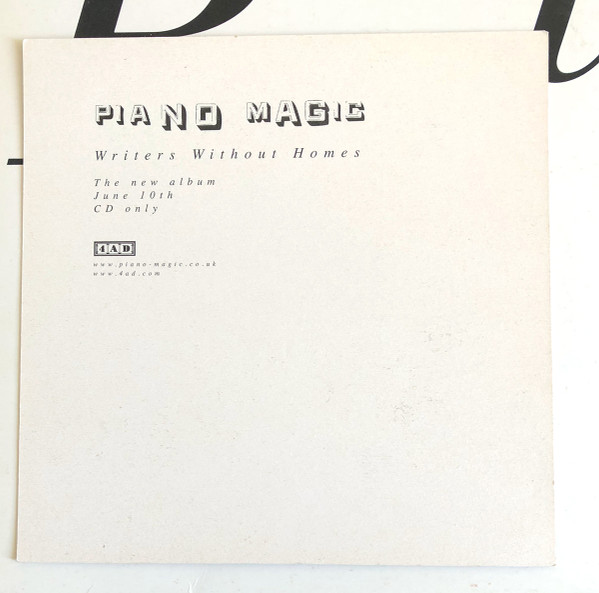 PIANO MAGIC
Writers Without Homes
The new album
June 10th
CD only
4AD
www.piano-magic.co.uk
www.4ad.com